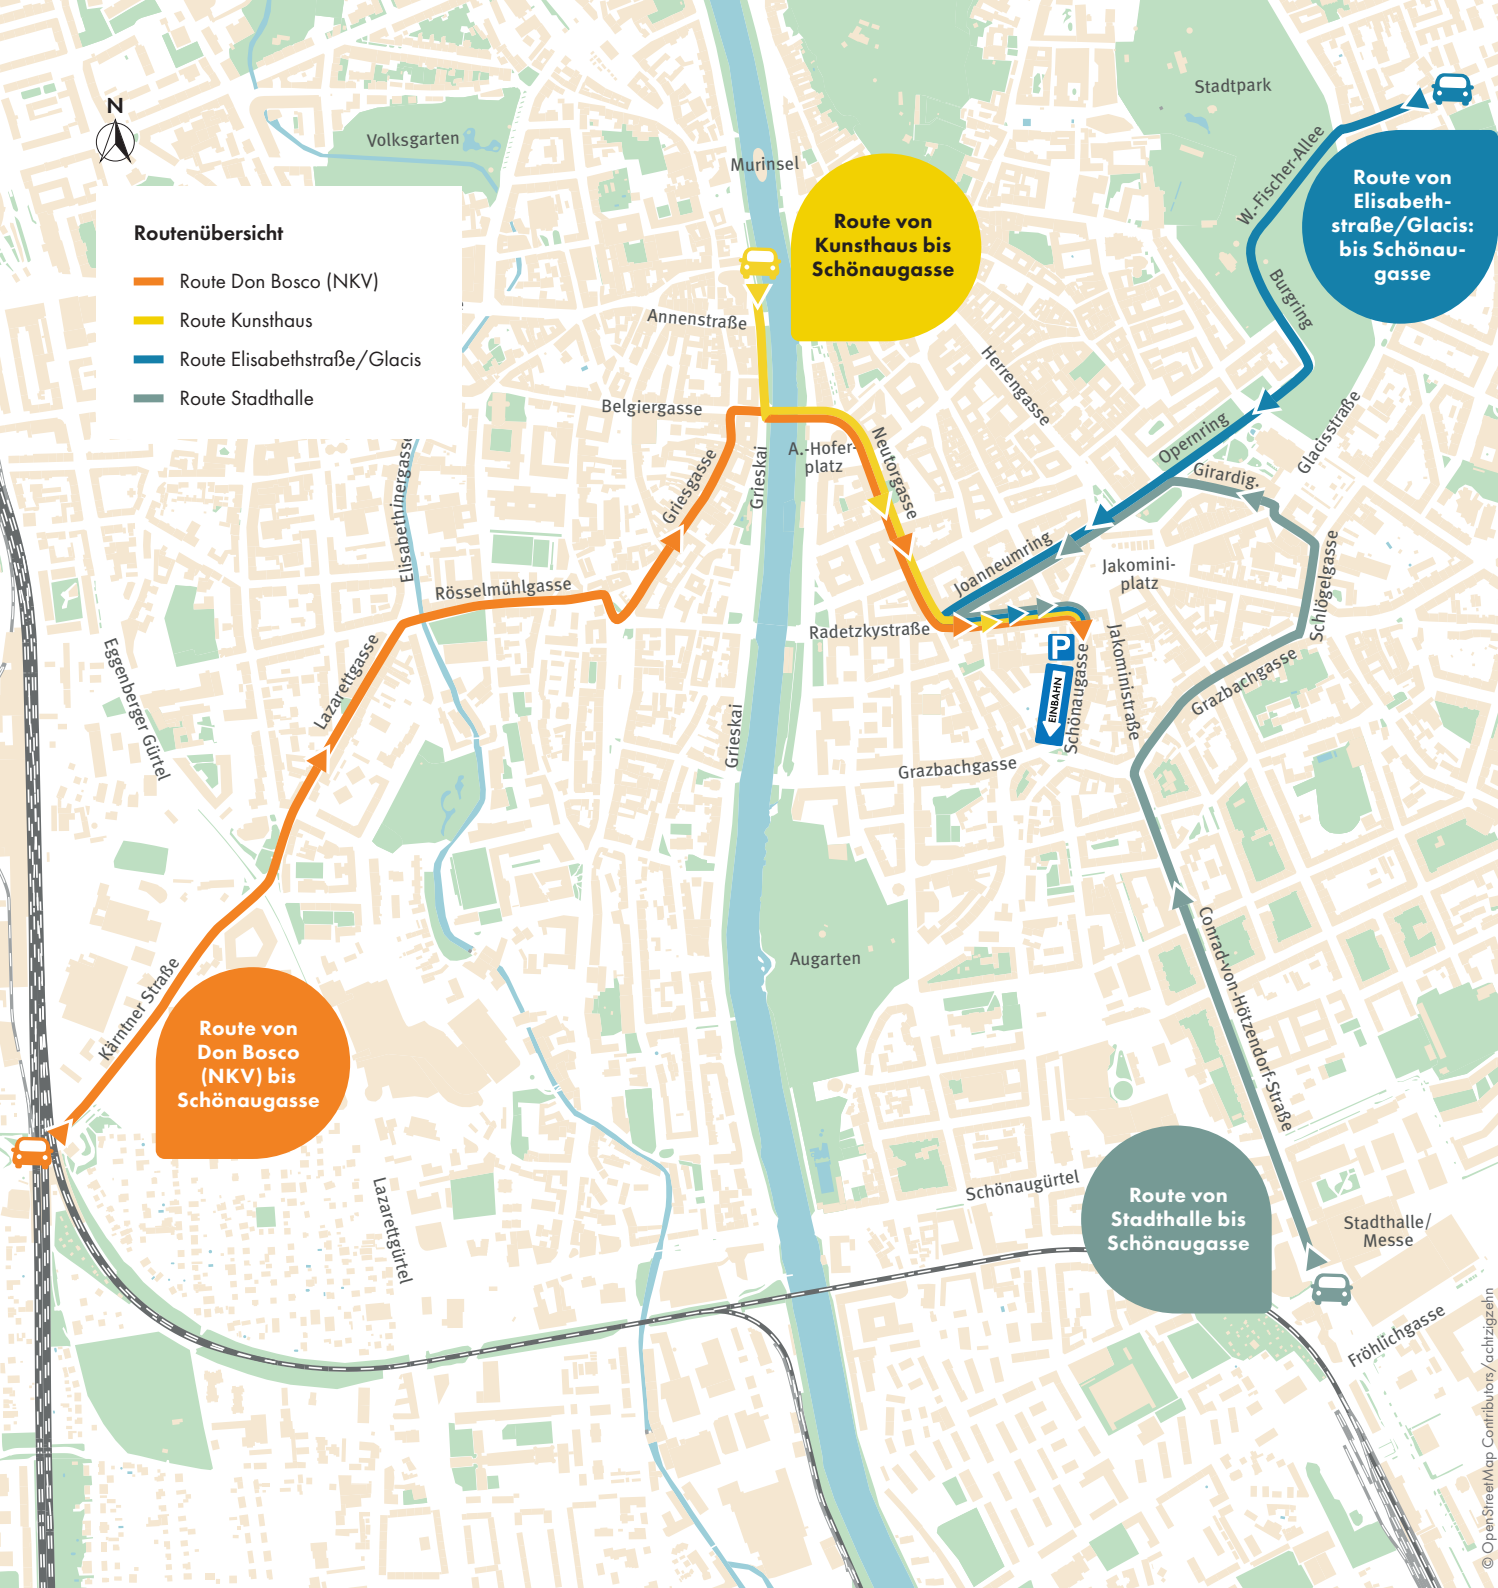 N
Volksgarten
Stadtpark
Murinsel
W.-Fischer-Allee
Route von
Elisabeth-
straße/Glacis:
bis Schönau-
gasse
Route von
Kunsthaus bis
Schönaugasse
Routenübersicht
Route Don Bosco (NKV)
Route Kunsthaus
Route Elisabethstraße/Glacis
Route Stadthalle
Burgring
Annenstraße
Herrengasse
Belgiergasse
Opernring
Glacisstraße
Neutorgasse
A.-Hofer-
platz
Grieskai
Griesgasse
Girardig.
Elisabethinergasse
Joanneumring
Jakomini-
platz
Schlögelgasse
Rösselmühlgasse
Radetzkystraße
P
EINBAHN
Schönaugasse
Jakoministraße
Grazbachgasse
Lazarettgasse
Eggenberger Gürtel
Grieskai
Grazbachgasse
Conrad-von-Hötzendorf-Straße
Augarten
Kärntner Straße
Route von
Don Bosco
(NKV) bis
Schönaugasse
Lazarettgürtel
Schönaugürtel
Route von
Stadthalle bis
Schönaugasse
Stadthalle/
Messe
Fröhlichgasse
© OpenStreetMap Contributors/achtzigzehn